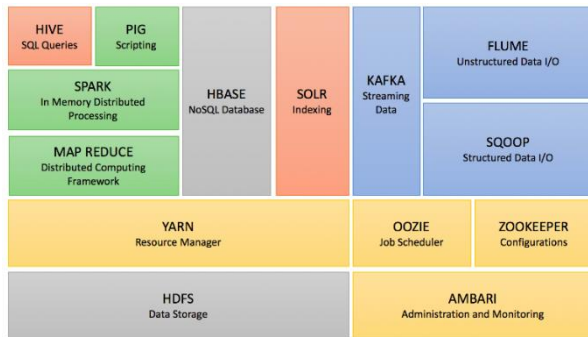 HIVE
SQL Queries
PIG
Scripting
SPARK
In Memory Distributed
Processing
MAP REDUCE
Distributed Computing
Framework
HBASE
NoSQL Database
SOLR
Indexing
KAFKA
Streaming
Data
FLUME
Unstructured Data I/O
SQOOP
Structured Data I/O
YARN
Resource Manager
OOZIE
Job Scheduler
ZOOKEEPER
Configurations
HDFS
Data Storage
AMBARI
Administration and Monitoring